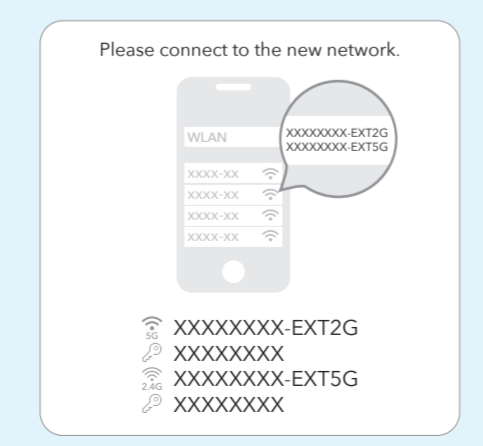 Please connect to the new network.
WLAN
XXXXXXXX-EXT2G
XXXXXXXX-EXT5G
XXXX-XX
XXXX-XX
XXXX-XX
XXXX-XX
5G XXXXXXXX-EXT2G
XXXXXXXX
2.4G XXXXXXXX-EXT5G
XXXXXXXX